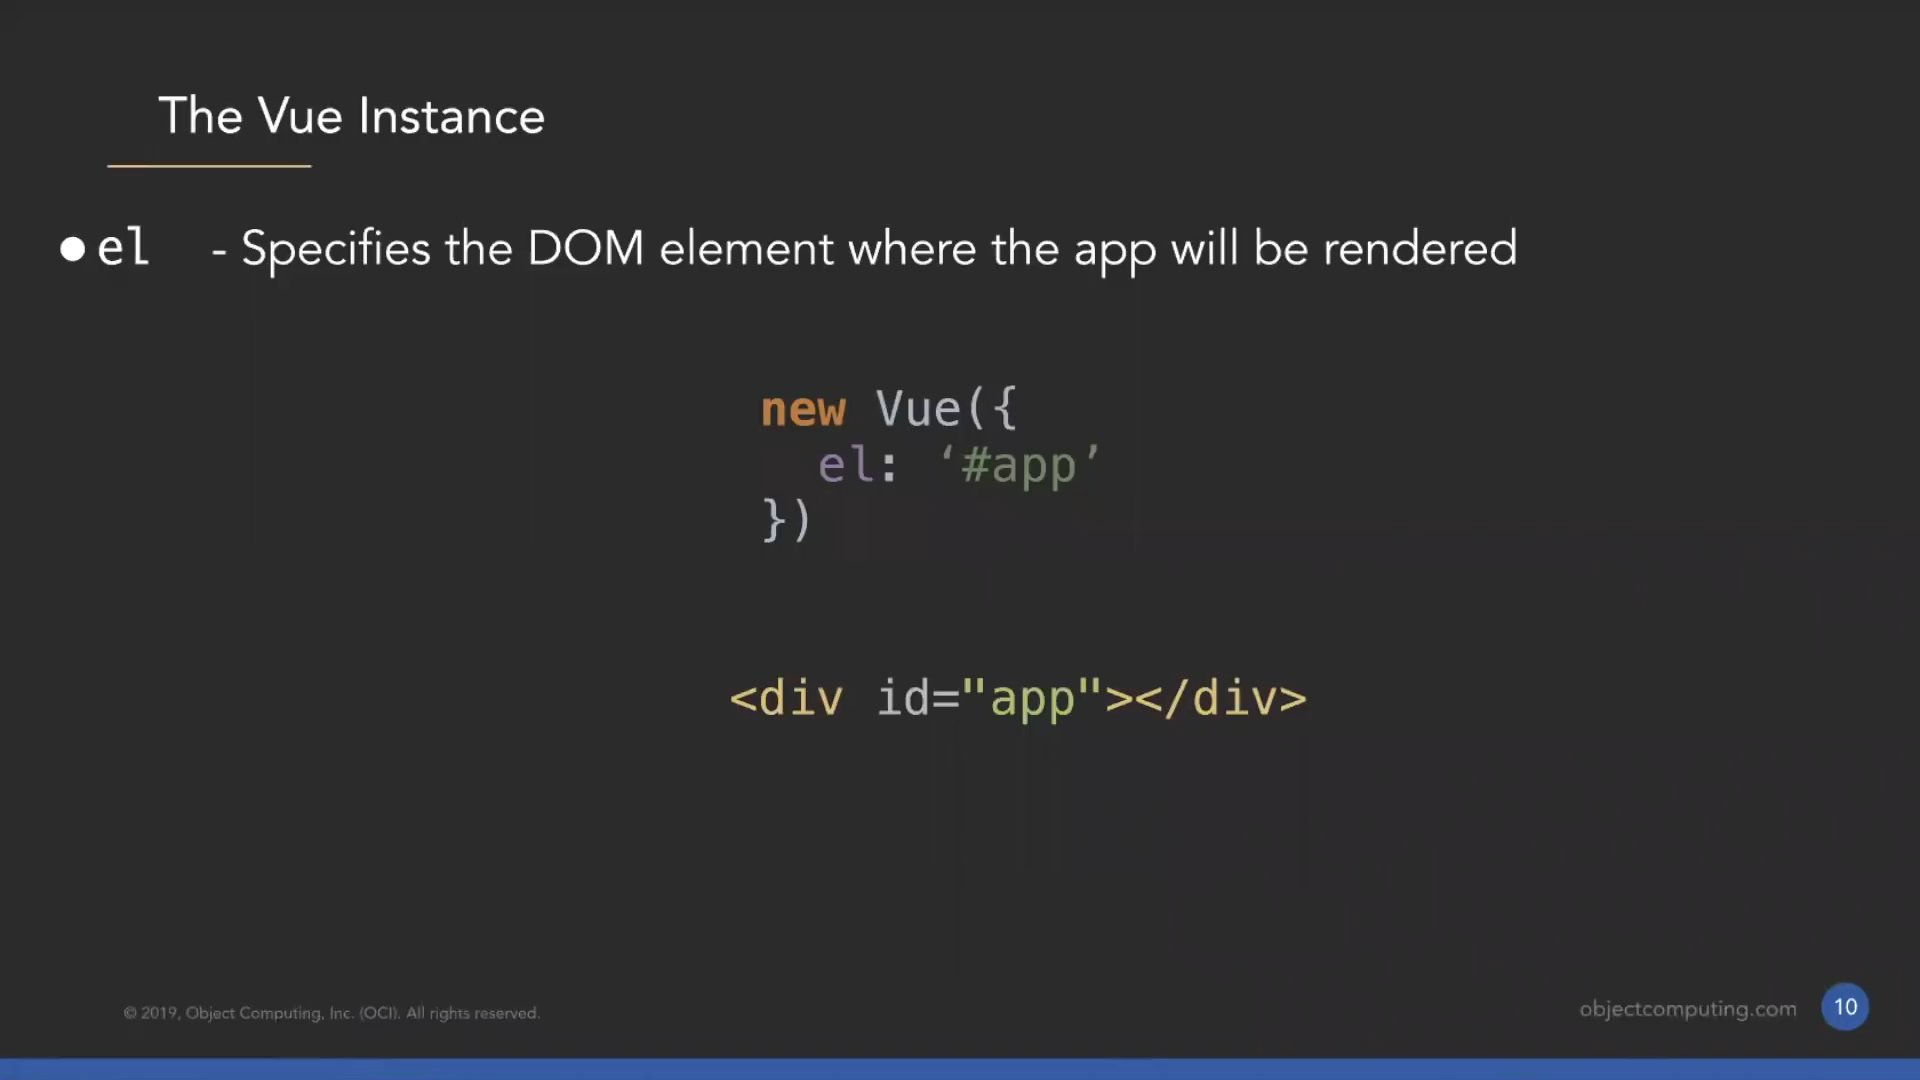 The Vue Instance
●el - Specifies the DOM element where the app will be rendered
new Vue({
  el: ‘#app’
})
<div id="app"></div>
© 2019, Object Computing, Inc. (OCI). All rights reserved.
objectcomputing.com 10